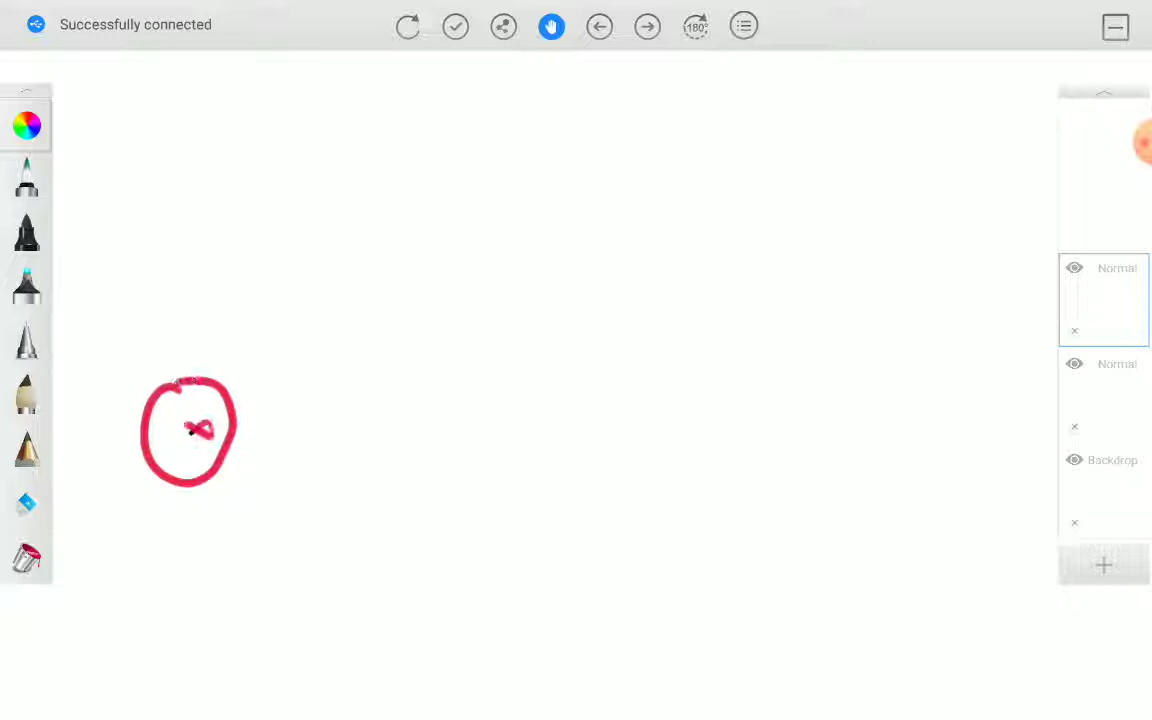 Successfully connected
180°
Normal
Normal
Backdrop